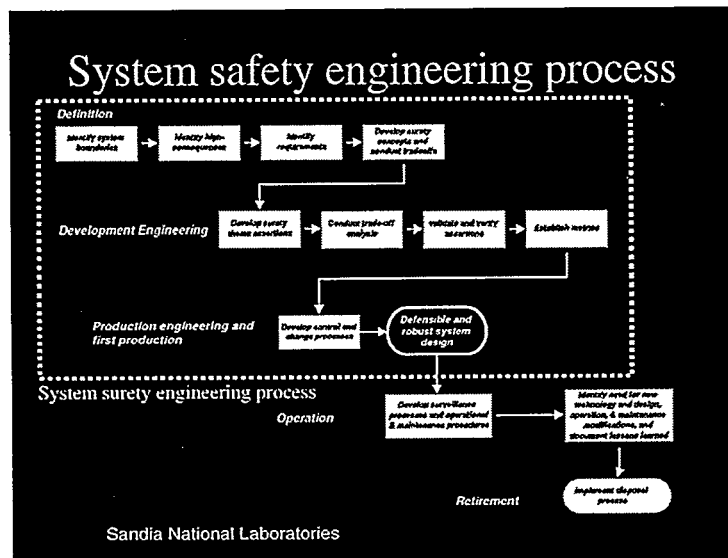 System safety engineering process
Definition
Identify system
boundaries
Identify high-
consequences
Identify
requirements
Develop surety
concepts and
conduct tradeoffs
Development Engineering
Develop surety
theme assertions
Conduct trade-off
analysis
Validate and verify
assurance
Establish metrics
Production engineering and
first production
Develop control and
change processes
Defensible and
robust system
design
System surety engineering process
Operation
Develop surveillance
processes and operational
& maintenance procedures
Identify need for new
technology and design,
operation, & maintenance
modifications, and
document lessons learned
Retirement
Implement disposal
process
Sandia National Laboratories